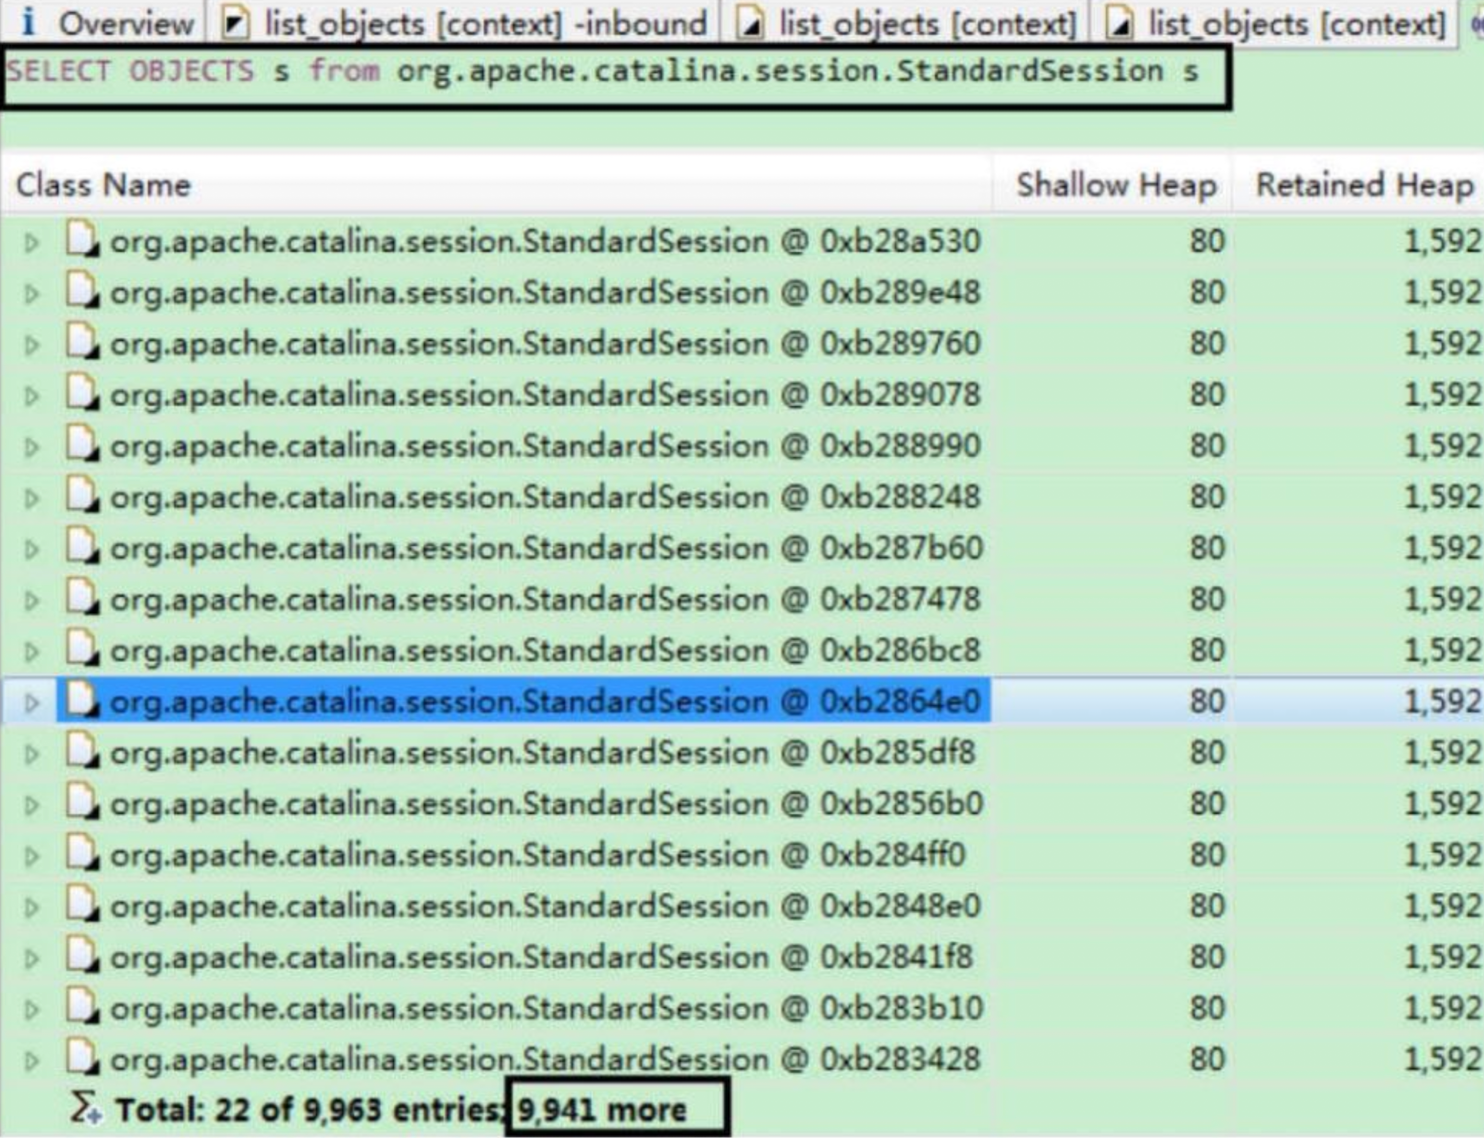 i Overview list_objects [context] -inbound list_objects [context] list_objects [context]
SELECT OBJECTS s from org.apache.catalina.session.StandardSession s
Class Name Shallow Heap Retained Heap
org.apache.catalina.session.StandardSession @ 0xb28a530 80 1,592
org.apache.catalina.session.StandardSession @ 0xb289e48 80 1,592
org.apache.catalina.session.StandardSession @ 0xb289760 80 1,592
org.apache.catalina.session.StandardSession @ 0xb289078 80 1,592
org.apache.catalina.session.StandardSession @ 0xb288990 80 1,592
org.apache.catalina.session.StandardSession @ 0xb288248 80 1,592
org.apache.catalina.session.StandardSession @ 0xb287b60 80 1,592
org.apache.catalina.session.StandardSession @ 0xb287478 80 1,592
org.apache.catalina.session.StandardSession @ 0xb286bc8 80 1,592
org.apache.catalina.session.StandardSession @ 0xb2864e0 80 1,592
org.apache.catalina.session.StandardSession @ 0xb285df8 80 1,592
org.apache.catalina.session.StandardSession @ 0xb2856b0 80 1,592
org.apache.catalina.session.StandardSession @ 0xb284ff0 80 1,592
org.apache.catalina.session.StandardSession @ 0xb2848e0 80 1,592
org.apache.catalina.session.StandardSession @ 0xb2841f8 80 1,592
org.apache.catalina.session.StandardSession @ 0xb283b10 80 1,592
org.apache.catalina.session.StandardSession @ 0xb283428 80 1,592
Total: 22 of 9,963 entries; 9,941 more